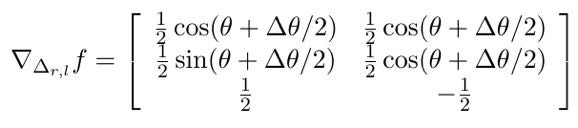 ∇_{Δ_{r,l}} f = [ ½ cos(θ + Δθ/2)  ½ cos(θ + Δθ/2)
½ sin(θ + Δθ/2)  ½ cos(θ + Δθ/2)
½  −½ ]